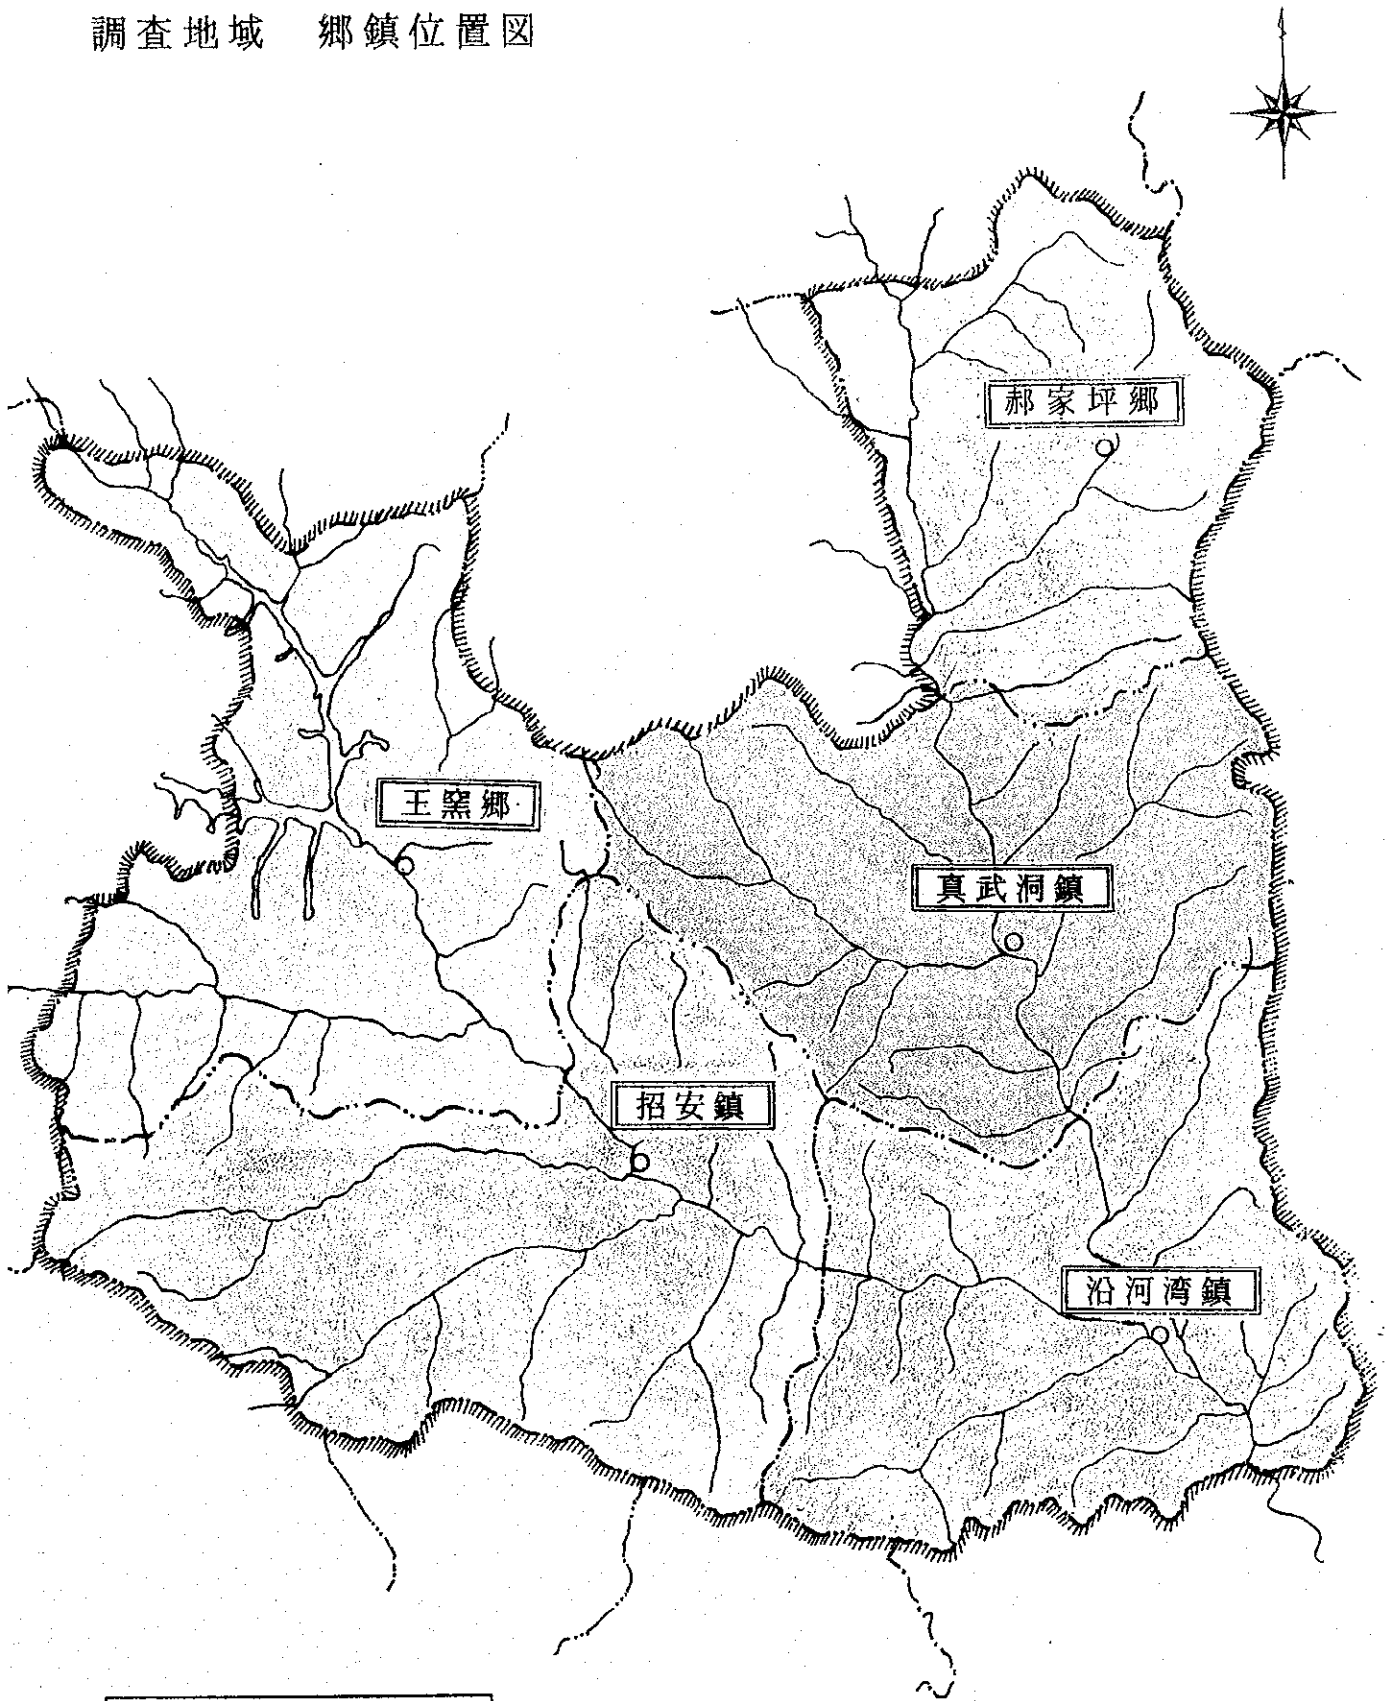 調査地域　郷鎮位置図
郝家坪郷
王窯郷
真武洞鎮
招安鎮
沿河湾鎮